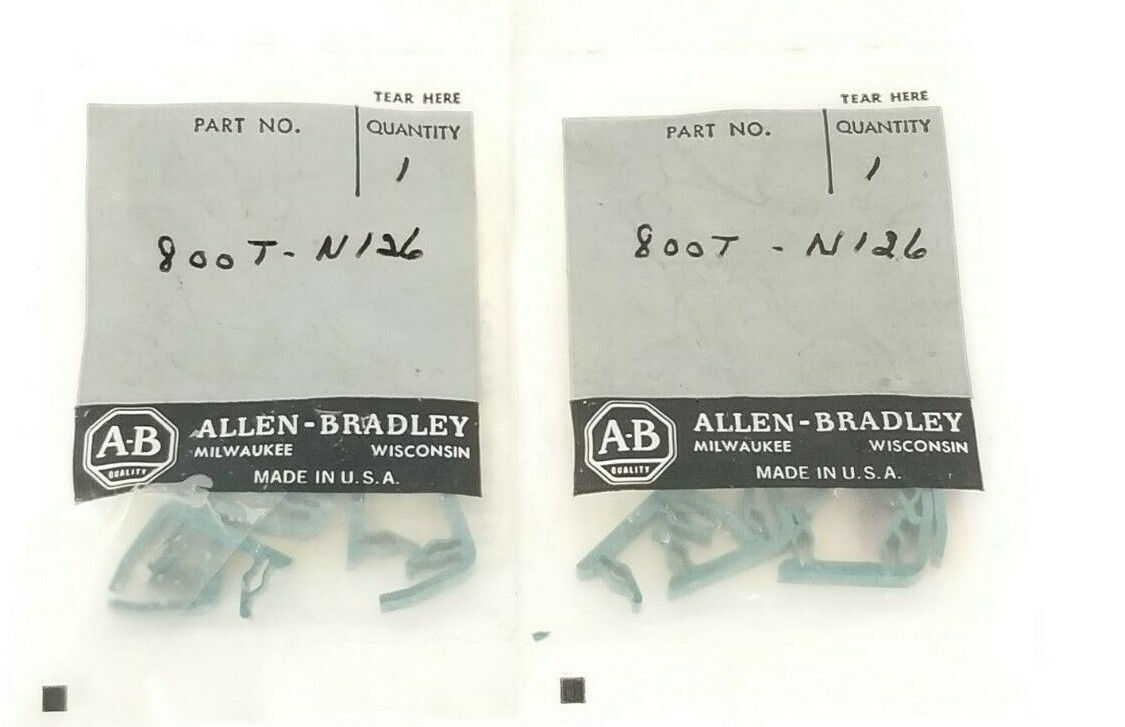 TEAR HERE
PART NO. QUANTITY
1
800T-N126
A-B
QUALITY
ALLEN-BRADLEY
MILWAUKEE WISCONSIN
MADE IN U.S.A.
TEAR HERE
PART NO. QUANTITY
1
800T-N126
A-B
QUALITY
ALLEN-BRADLEY
MILWAUKEE WISCONSIN
MADE IN U.S.A.